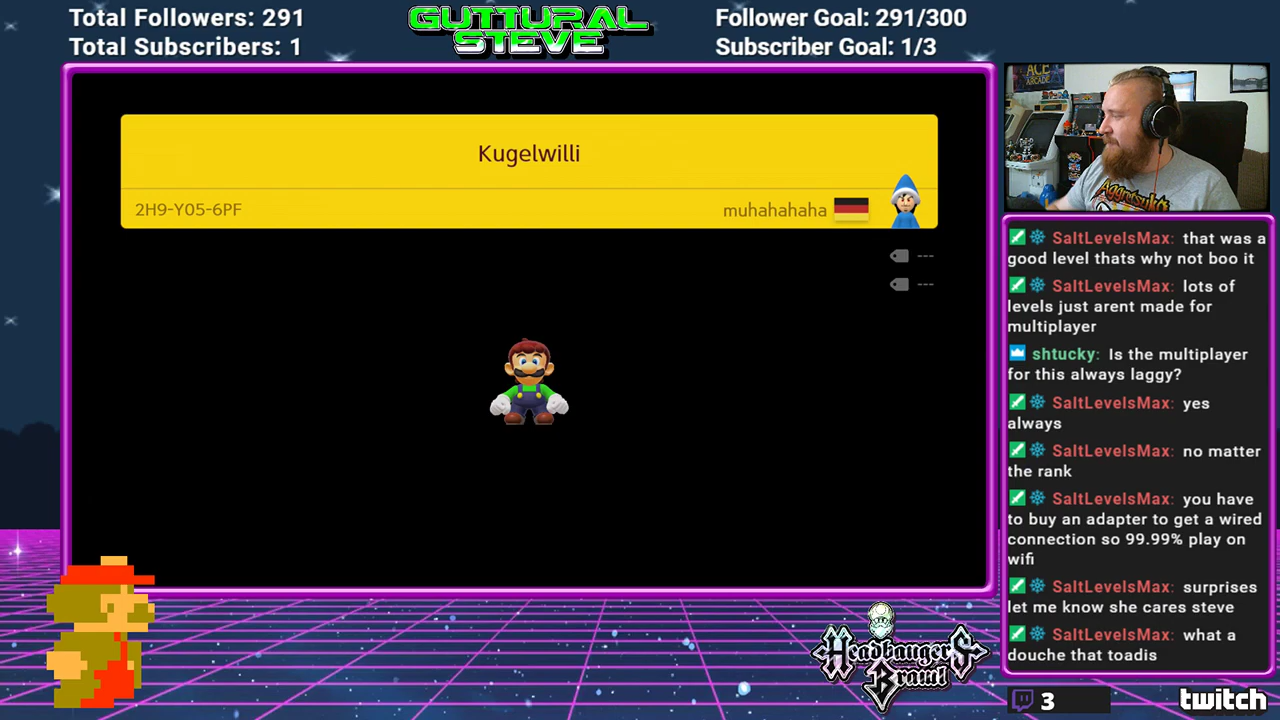 Total Followers: 291
Total Subscribers: 1
GUTTURAL
STEVE
Follower Goal: 291/300
Subscriber Goal: 1/3
Kugelwilli
2H9-Y05-6PF
muhahahaha
---
---
ACE
ARCADE
Aggretsuko
SaltLevelsMax: that was a
good level thats why not boo it
SaltLevelsMax: lots of
levels just arent made for
multiplayer
shtucky: Is the multiplayer
for this always laggy?
SaltLevelsMax: yes
always
SaltLevelsMax: no matter
the rank
SaltLevelsMax: you have
to buy an adapter to get a wired
connection so 99.99% play on
wifi
SaltLevelsMax: surprises
let me know she cares steve
SaltLevelsMax: what a
douche that toadis
Headbangers
Brawl
3
twitch